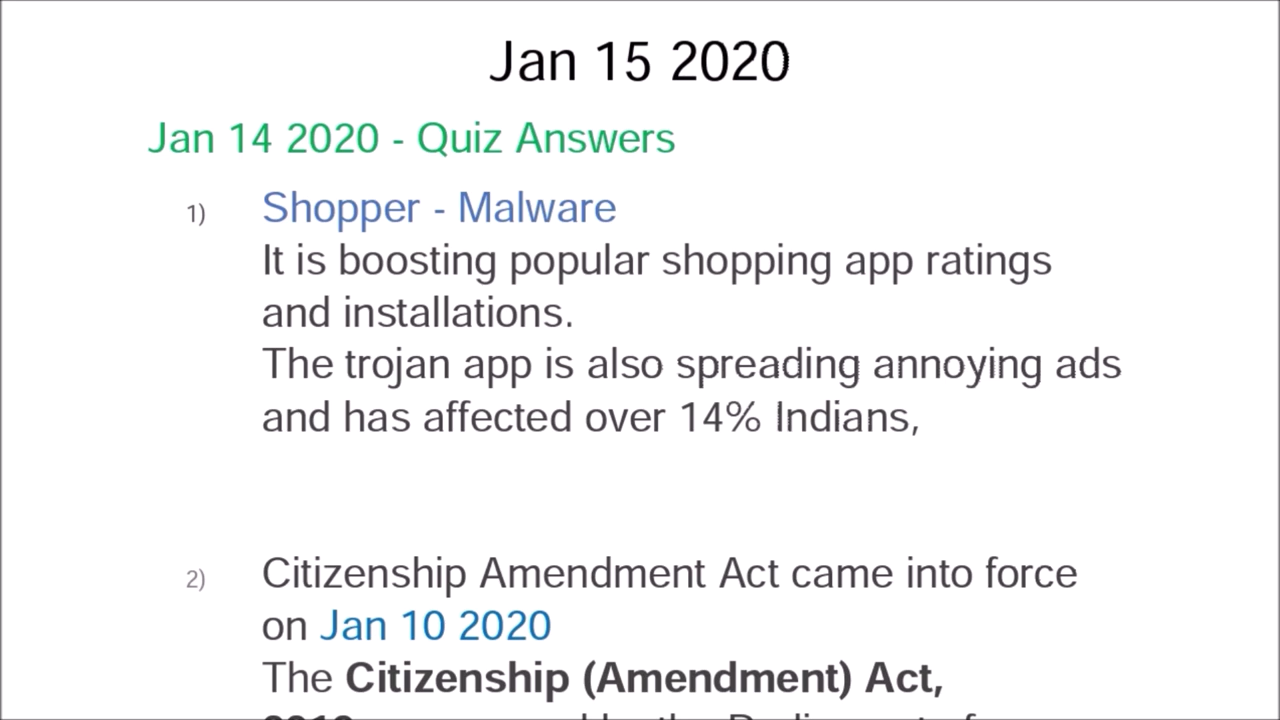 Jan 15 2020
Jan 14 2020 - Quiz Answers
1) Shopper - Malware
It is boosting popular shopping app ratings
and installations.
The trojan app is also spreading annoying ads
and has affected over 14% Indians,
2) Citizenship Amendment Act came into force
on Jan 10 2020
The Citizenship (Amendment) Act,